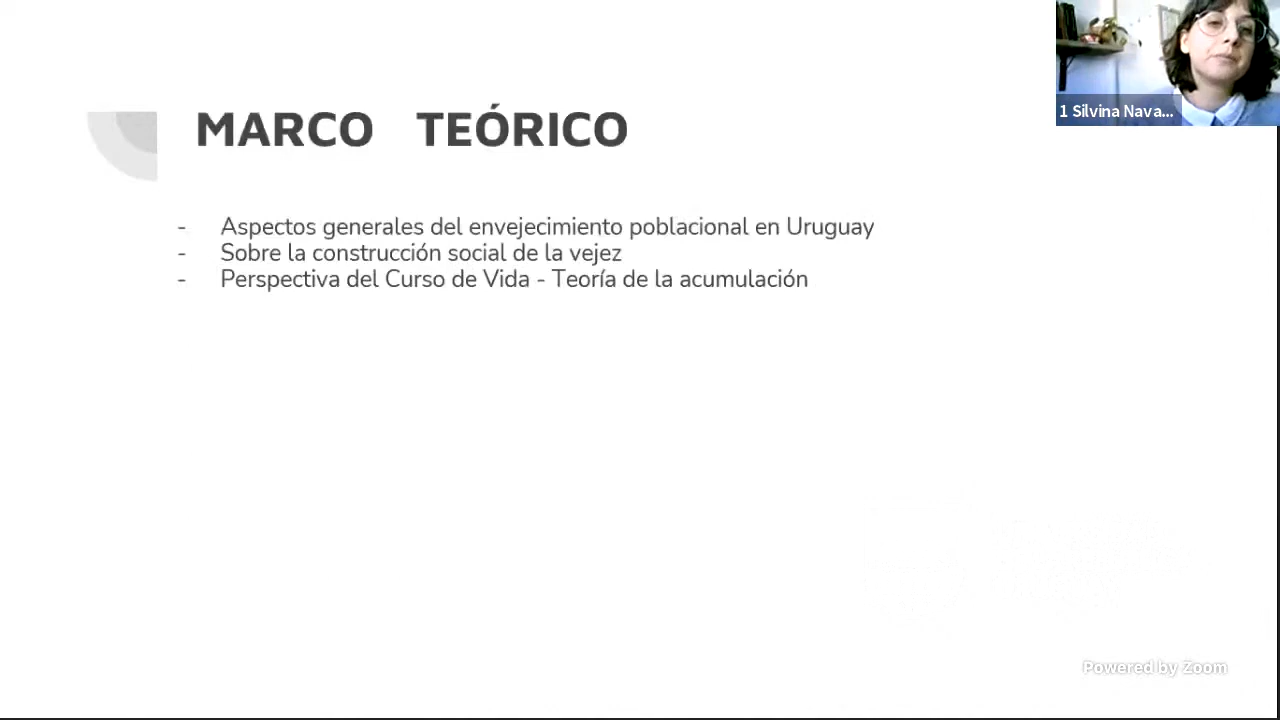 1 Silvina Nava...
MARCO TEÓRICO
- Aspectos generales del envejecimiento poblacional en Uruguay
- Sobre la construcción social de la vejez
- Perspectiva del Curso de Vida - Teoría de la acumulación
Powered by Zoom